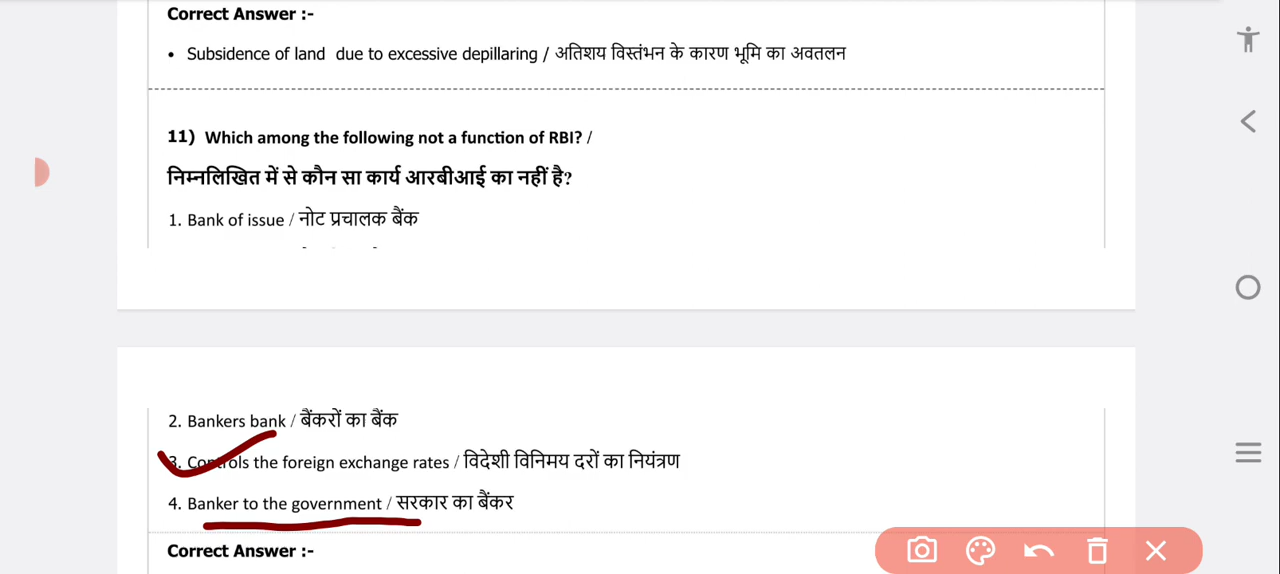 Correct Answer :-
• Subsidence of land due to excessive depillaring / अतिशय विस्तंभन के कारण भूमि का अवतलन
11) Which among the following not a function of RBI? /
निम्नलिखित में से कौन सा कार्य आरबीआई का नहीं है?
1. Bank of issue / नोट प्रचालक बैंक
2. Bankers bank / बैंकरों का बैंक
3. Controls the foreign exchange rates / विदेशी विनिमय दरों का नियंत्रण
4. Banker to the government / सरकार का बैंकर
Correct Answer :-